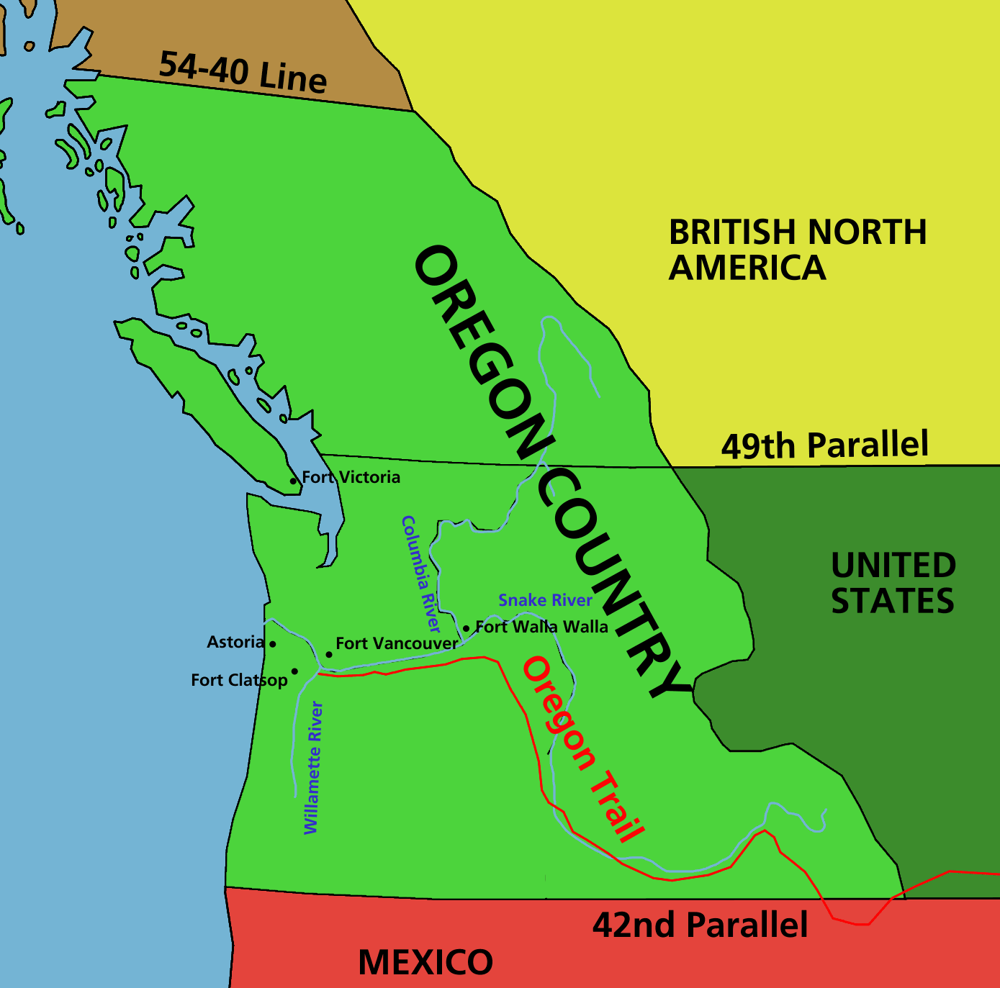 54-40 Line
BRITISH NORTH
AMERICA
OREGON COUNTRY
49th Parallel
Fort Victoria
Columbia River
UNITED
STATES
Snake River
Fort Walla Walla
Astoria
Fort Vancouver
Fort Clatsop
Oregon Trail
Willamette River
42nd Parallel
MEXICO